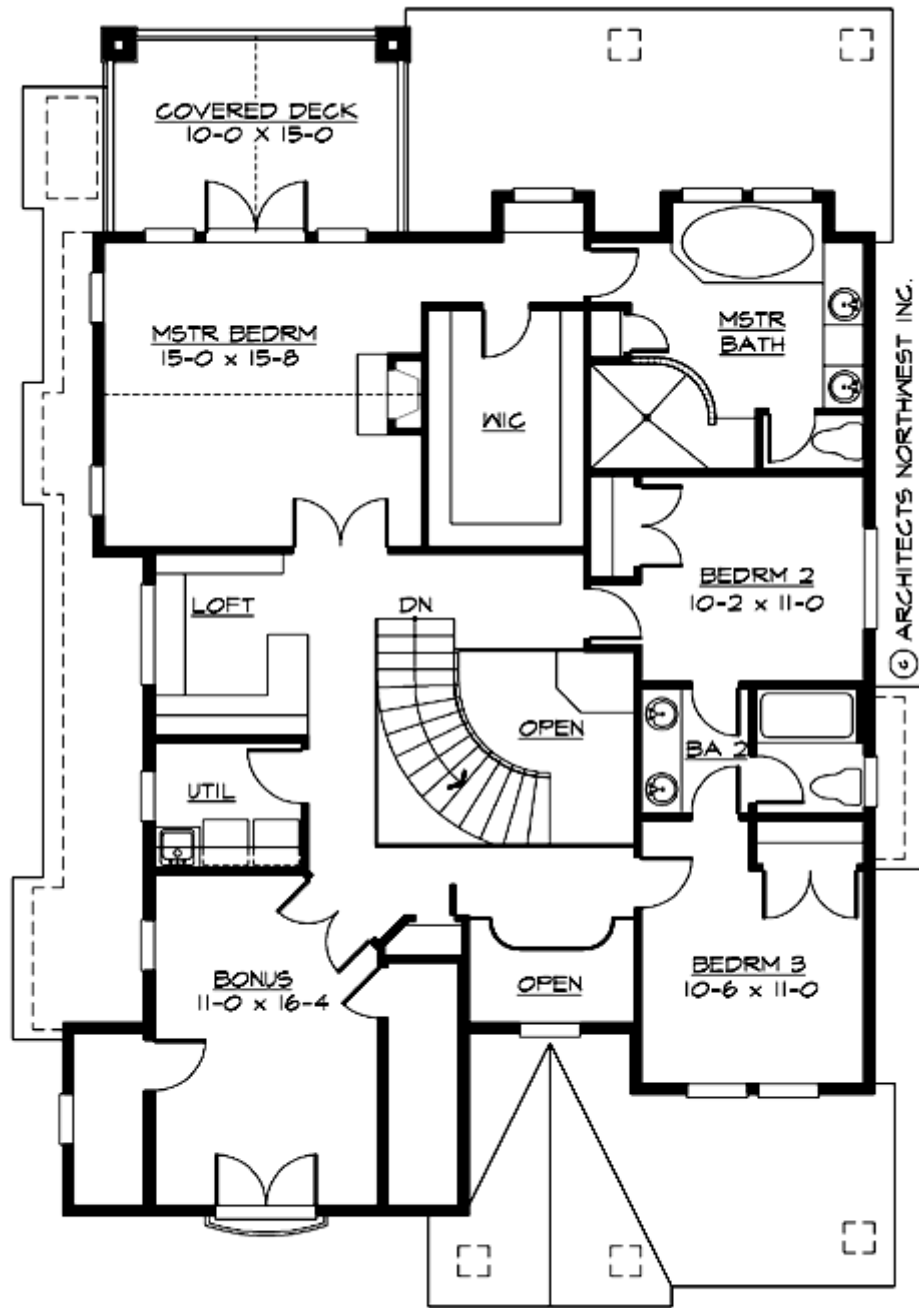 COVERED DECK
10-0 X 15-0
MSTR BEDRM
15-0 x 15-8
MSTR
BATH
WIC
BEDRM 2
10-2 x 11-0
LOFT
DN
OPEN
BA 2
UTIL
BONUS
11-0 x 16-4
OPEN
BEDRM 3
10-6 x 11-0
© ARCHITECTS NORTHWEST INC.